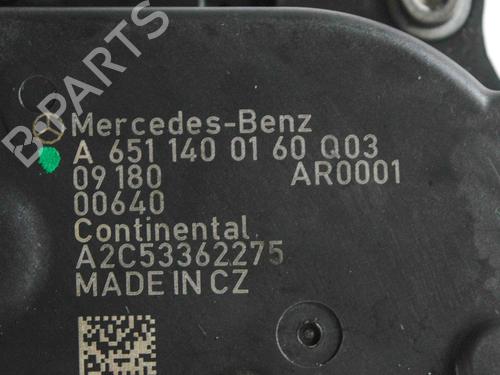 B-PARTS
Mercedes-Benz
A 651 140 01 60 Q03
09 180 AR0001
00640
Continental
A2C53362275
MADE IN CZ